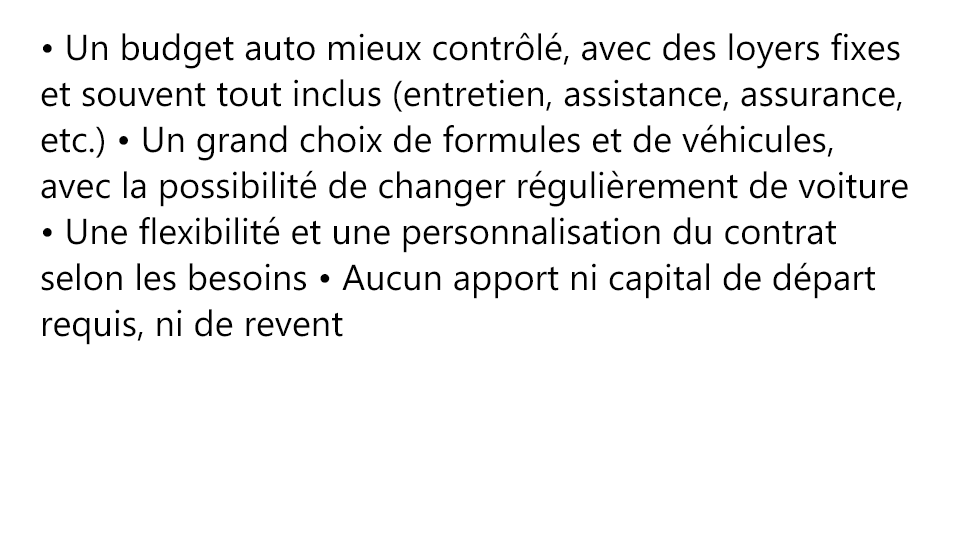 • Un budget auto mieux contrôlé, avec des loyers fixes
et souvent tout inclus (entretien, assistance, assurance,
etc.) • Un grand choix de formules et de véhicules,
avec la possibilité de changer régulièrement de voiture
• Une flexibilité et une personnalisation du contrat
selon les besoins • Aucun apport ni capital de départ
requis, ni de revent